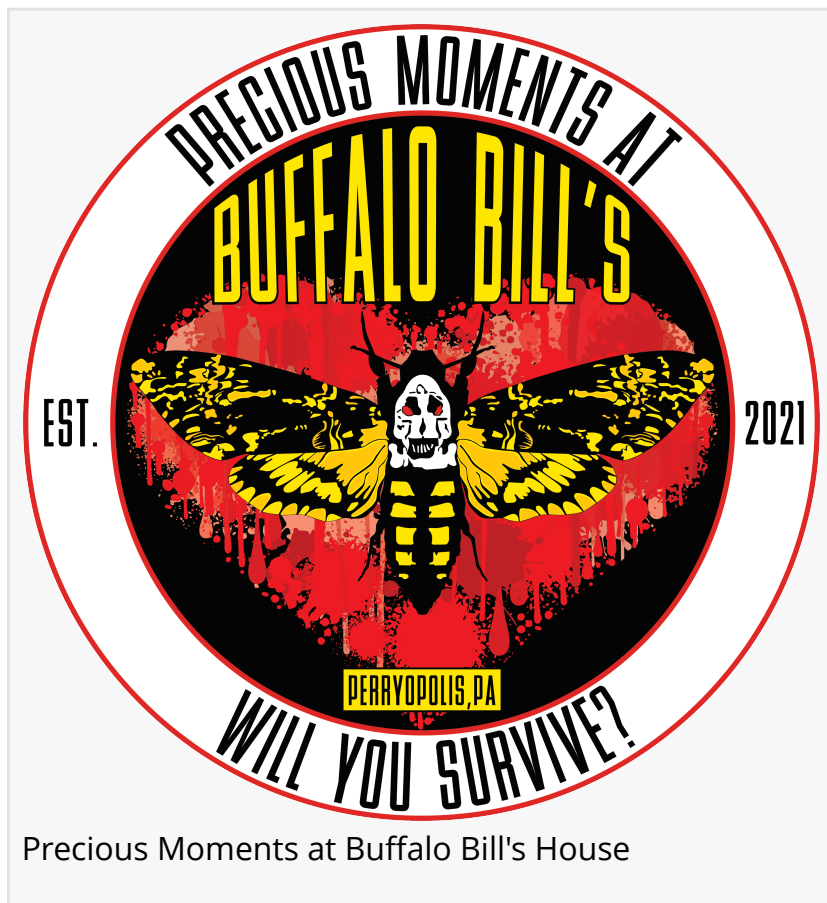 PRECIOUS MOMENTS AT
BUFFALO BILL'S
EST.
2021
PERRYOPOLIS,PA
WILL YOU SURVIVE?
Precious Moments at Buffalo Bill's House